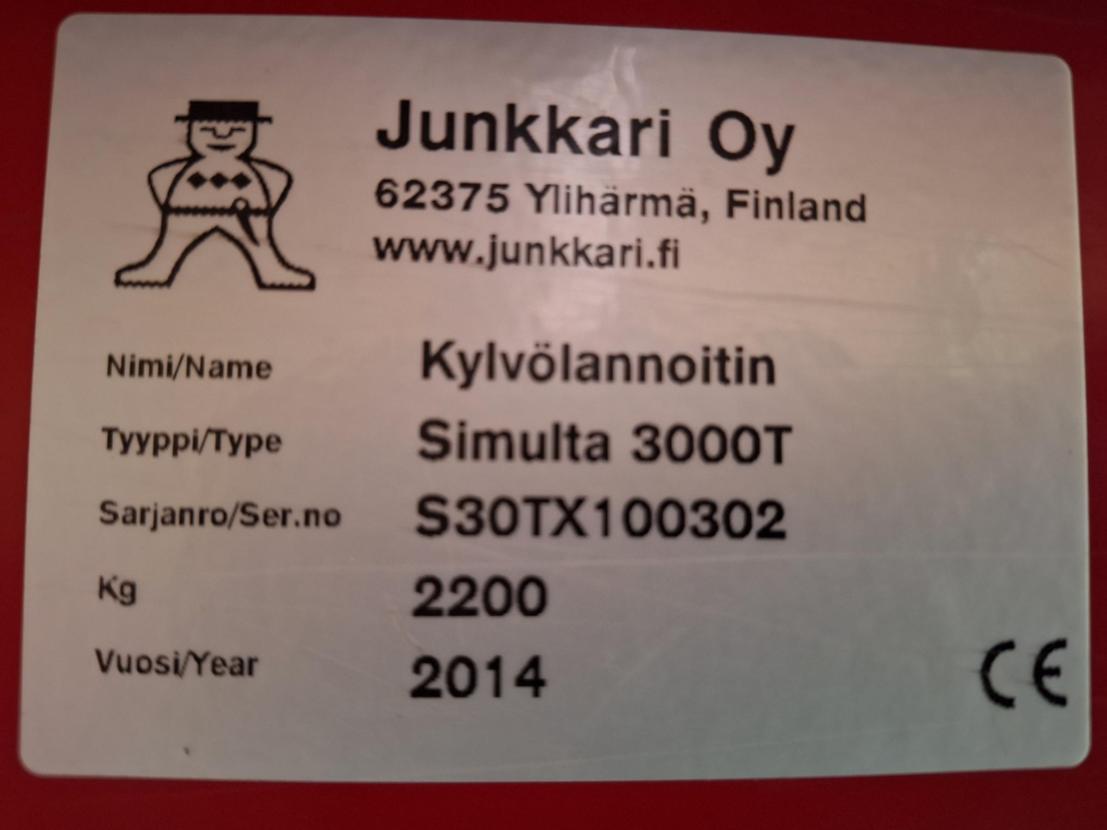 Junkkari Oy
62375 Ylihärmä, Finland
www.junkkari.fi
Nimi/Name Kylvölannoitin
Tyyppi/Type Simulta 3000T
Sarjanro/Ser.no S30TX100302
Kg 2200
Vuosi/Year 2014
CE